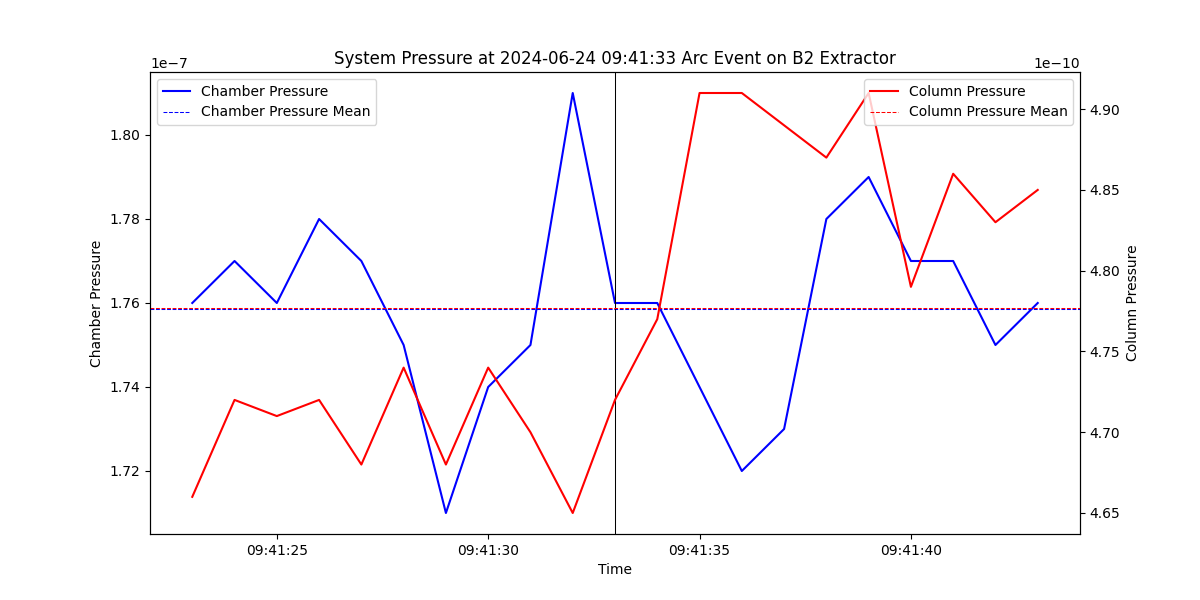 System Pressure at 2024-06-24 09:41:33 Arc Event on B2 Extractor
1e−7
1e−10
Chamber Pressure
Chamber Pressure Mean
Column Pressure
Column Pressure Mean
1.80
1.78
1.76
1.74
1.72
Chamber Pressure
4.90
4.85
4.80
4.75
4.70
4.65
Column Pressure
09:41:25
09:41:30
09:41:35
09:41:40
Time